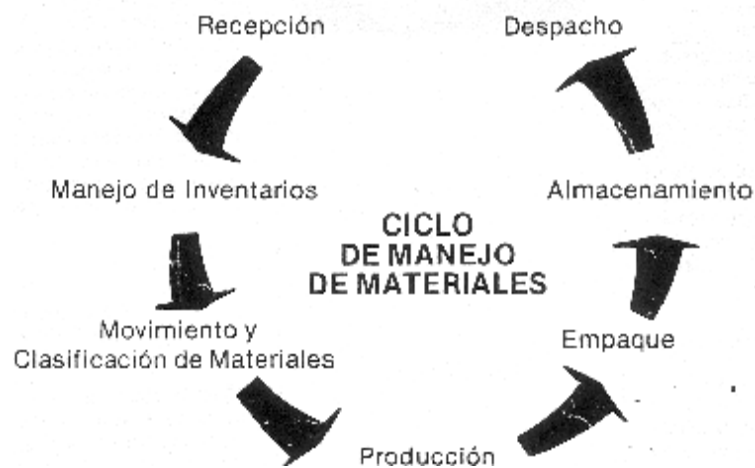 Recepción
Despacho
Manejo de Inventarios
Almacenamiento
CICLO
DE MANEJO
DE MATERIALES
Movimiento y
Clasificación de Materiales
Empaque
Producción